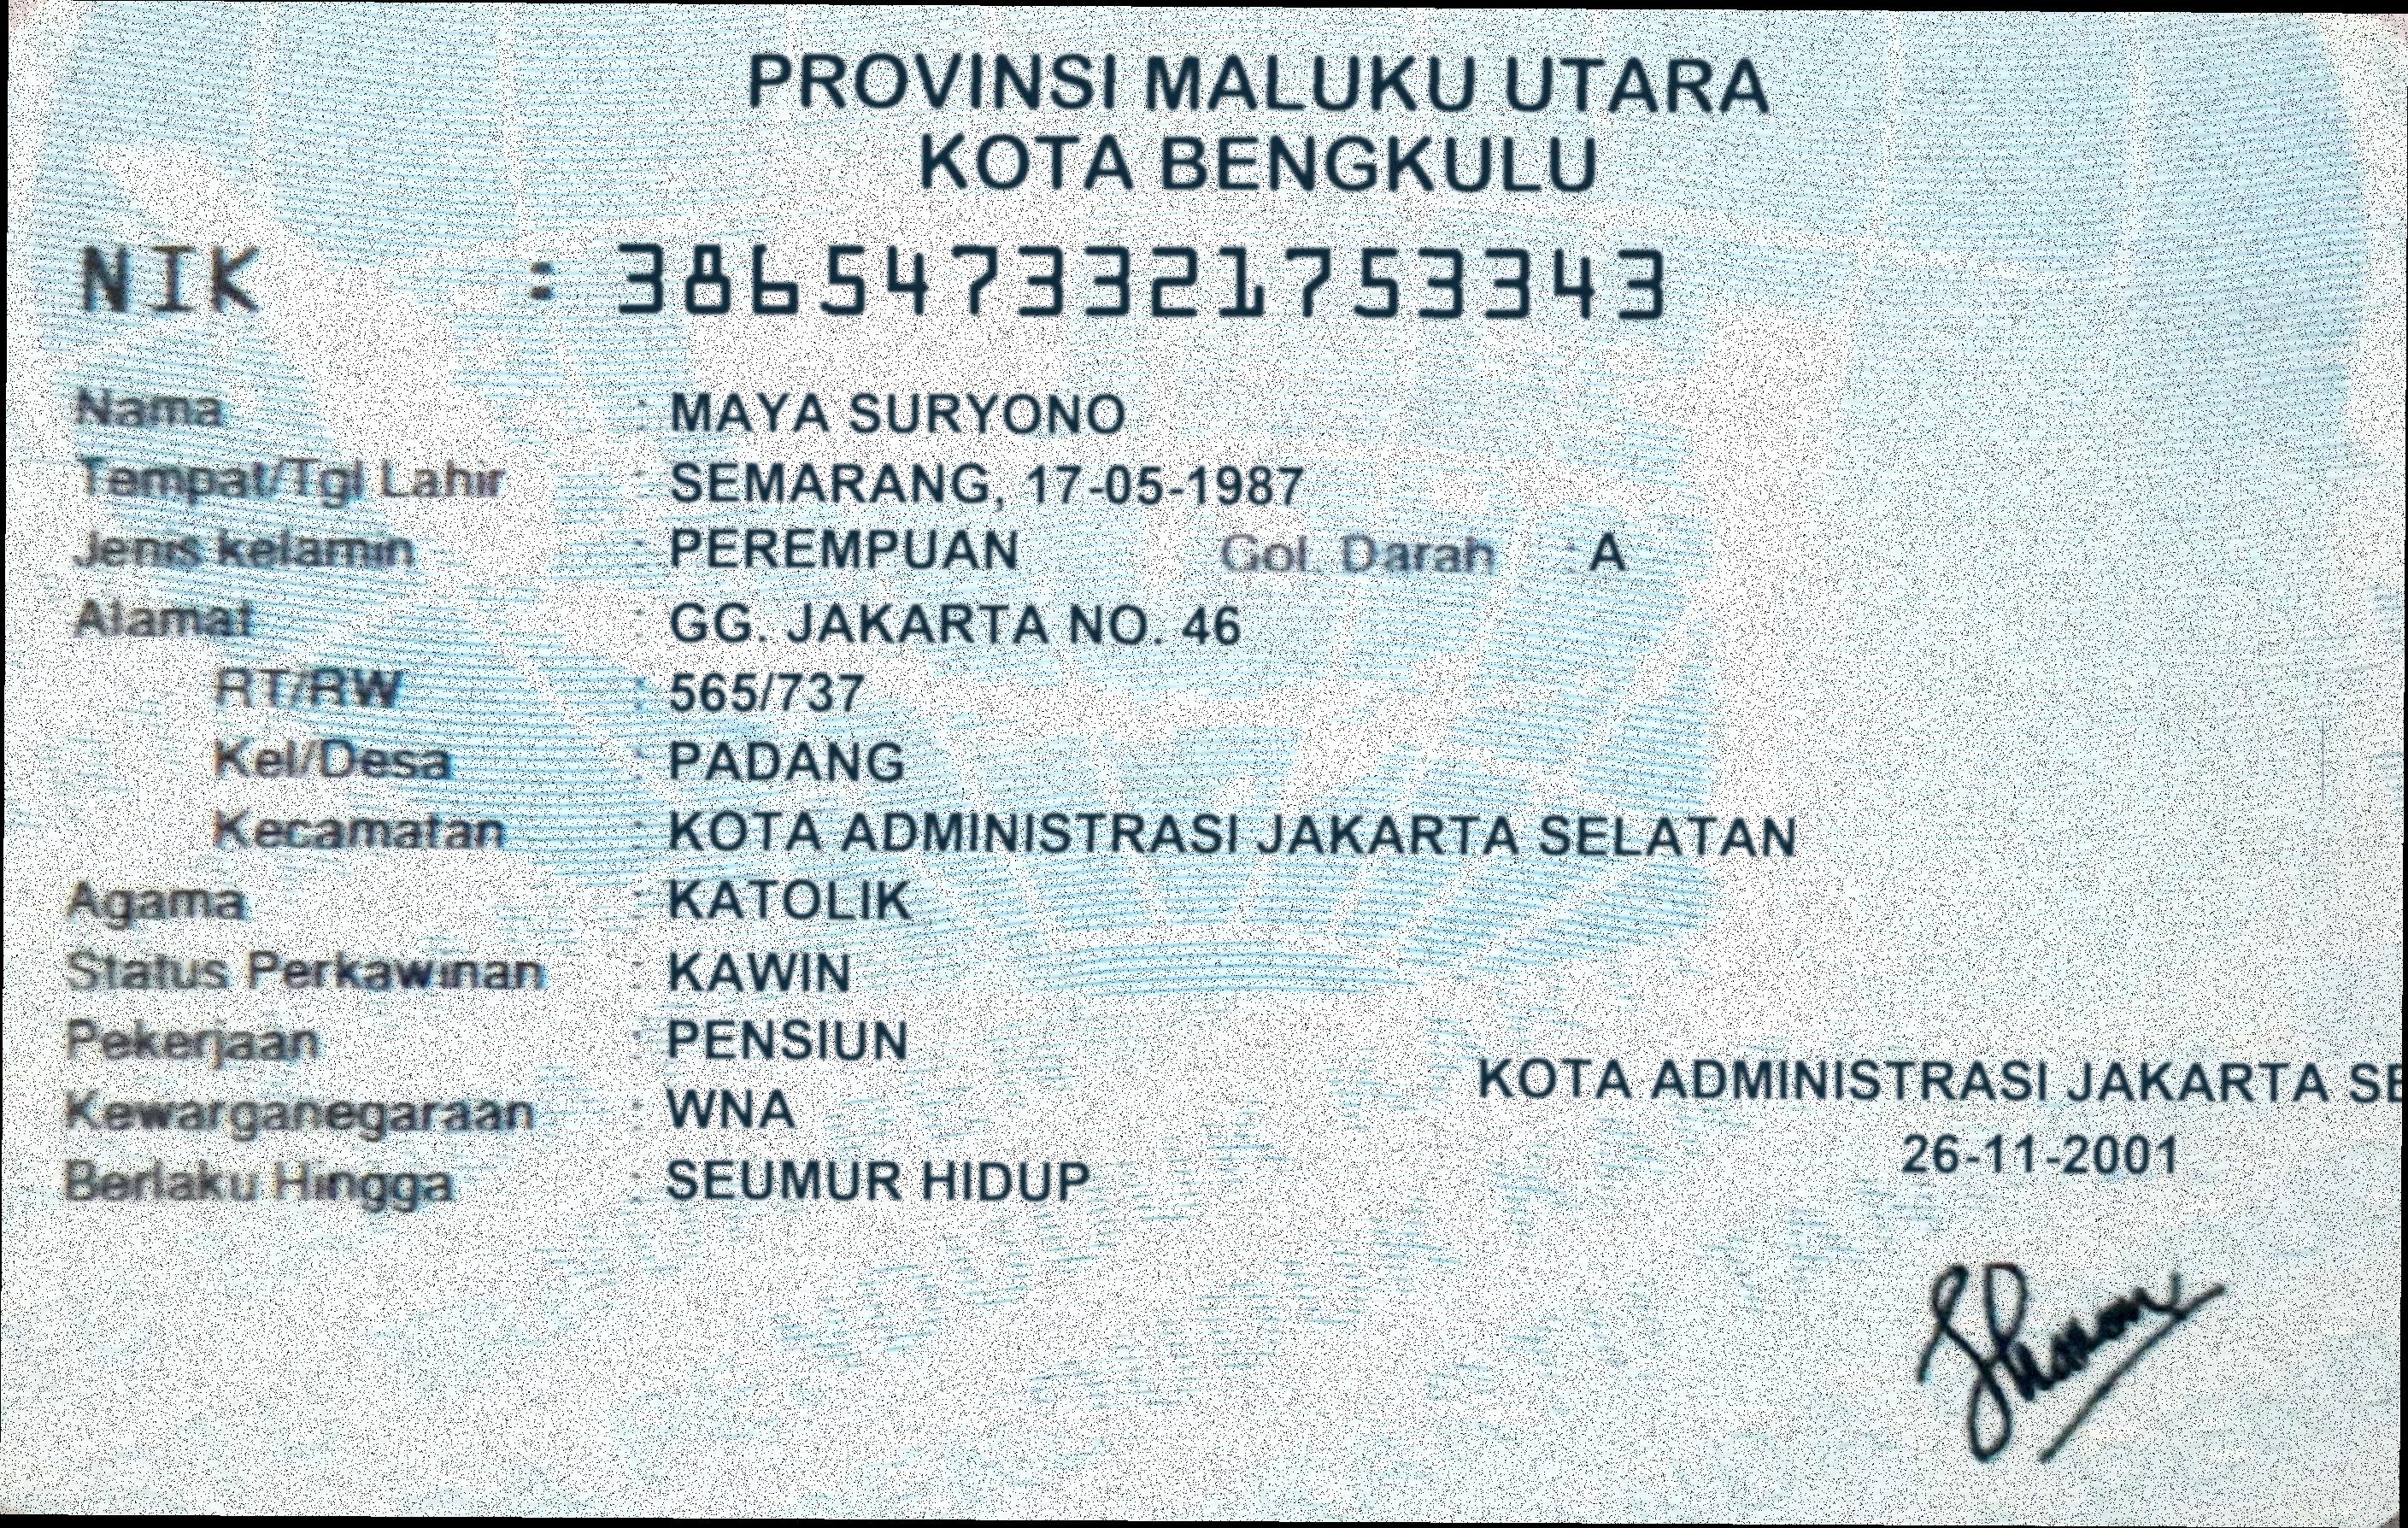 PROVINSI MALUKU UTARA
KOTA BENGKULU
NIK : 3865473321753343
Nama : MAYA SURYONO
Tempat/Tgl Lahir : SEMARANG, 17-05-1987
Jenis kelamin : PEREMPUAN Gol. Darah : A
Alamat : GG. JAKARTA NO. 46
RT/RW : 565/737
Kel/Desa : PADANG
Kecamatan : KOTA ADMINISTRASI JAKARTA SELATAN
Agama : KATOLIK
Status Perkawinan : KAWIN
Pekerjaan : PENSIUN
Kewarganegaraan : WNA
Berlaku Hingga : SEUMUR HIDUP
KOTA ADMINISTRASI JAKARTA SE
26-11-2001